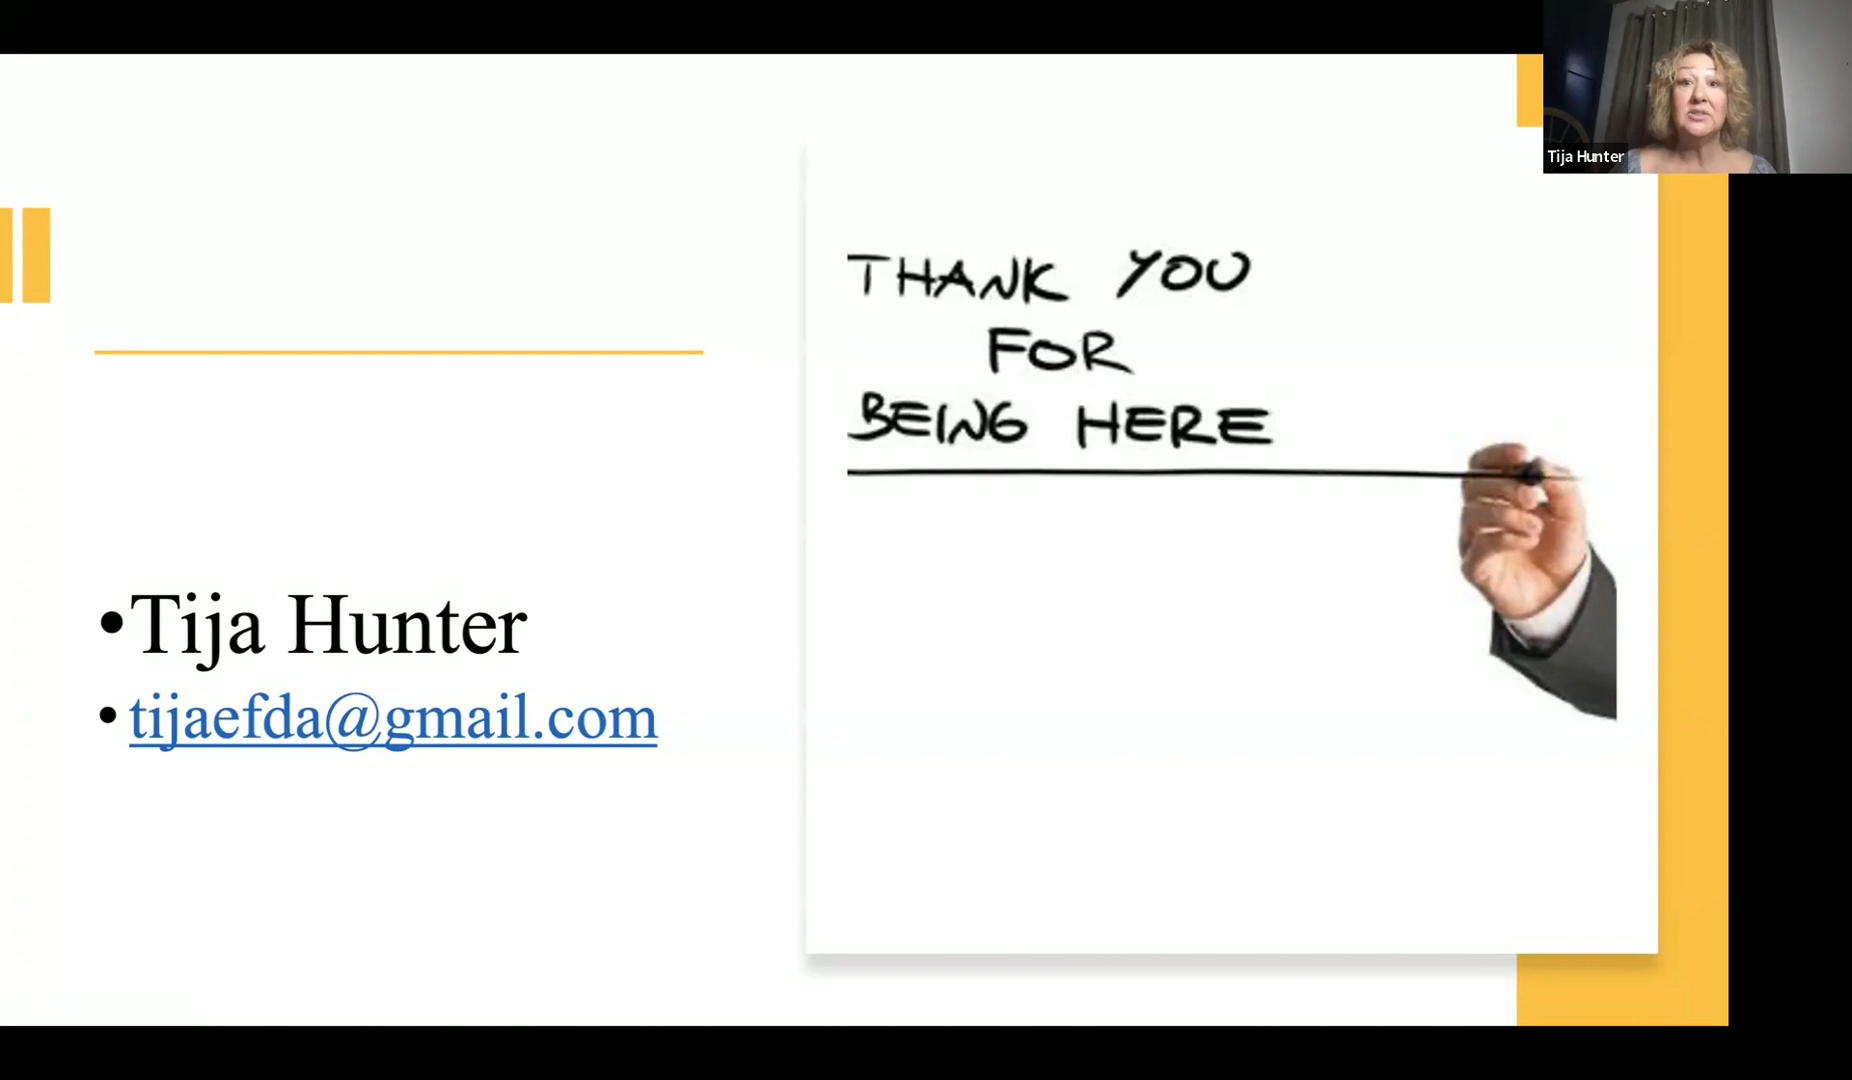 Tija Hunter
THANK YOU
FOR
BEING HERE
•Tija Hunter
•tijaefda@gmail.com